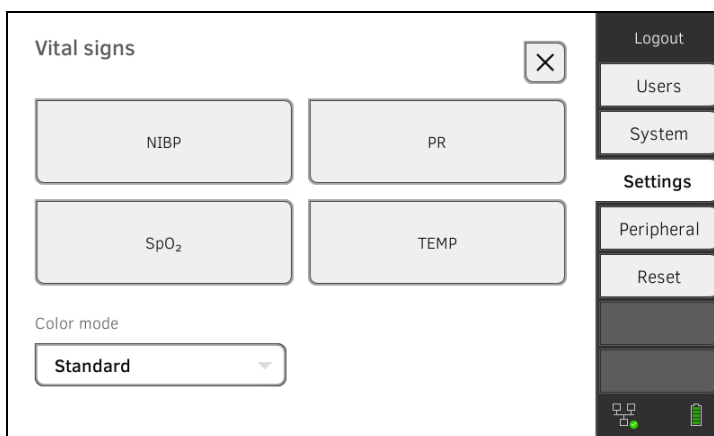 Vital signs
NIBP
PR
SpO₂
TEMP
Color mode
Standard
Logout
Users
System
Settings
Peripheral
Reset